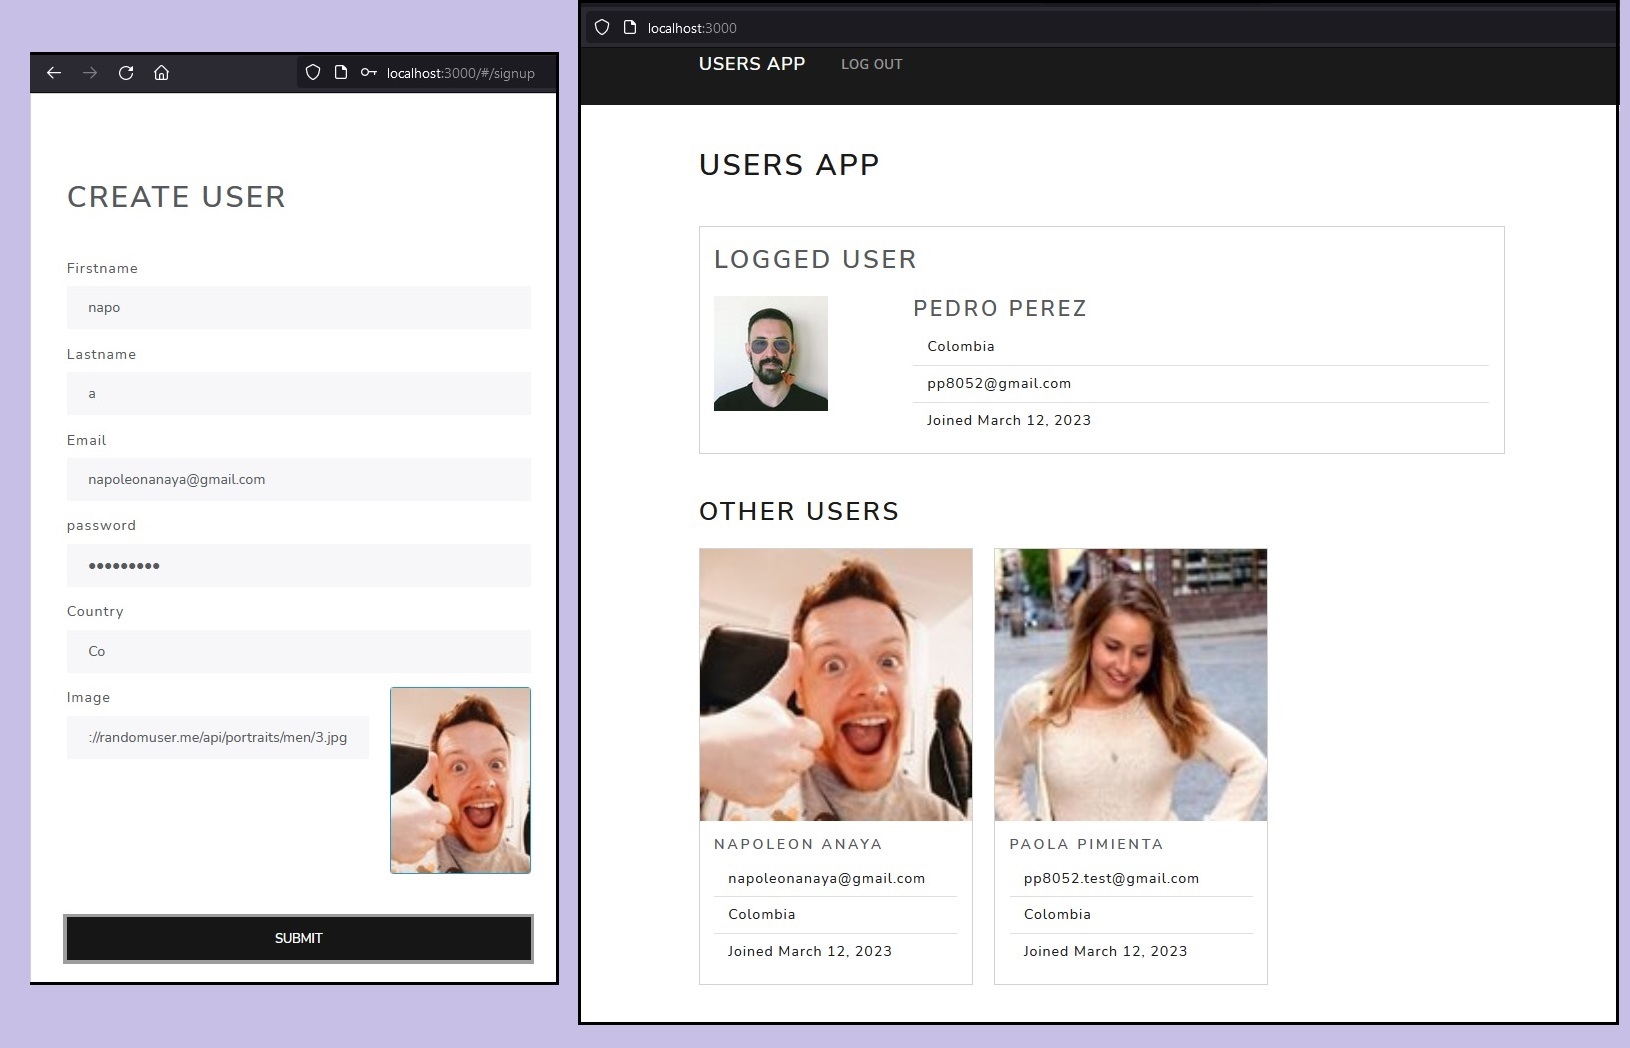 localhost:3000/#/signup
CREATE USER
Firstname
napo
Lastname
a
Email
napoleonanaya@gmail.com
password
●●●●●●●●●
Country
Co
Image
://randomuser.me/api/portraits/men/3.jpg
SUBMIT
localhost:3000
USERS APP LOG OUT
USERS APP
LOGGED USER
PEDRO PEREZ
Colombia
pp8052@gmail.com
Joined March 12, 2023
OTHER USERS
NAPOLEON ANAYA
napoleonanaya@gmail.com
Colombia
Joined March 12, 2023
PAOLA PIMIENTA
pp8052.test@gmail.com
Colombia
Joined March 12, 2023